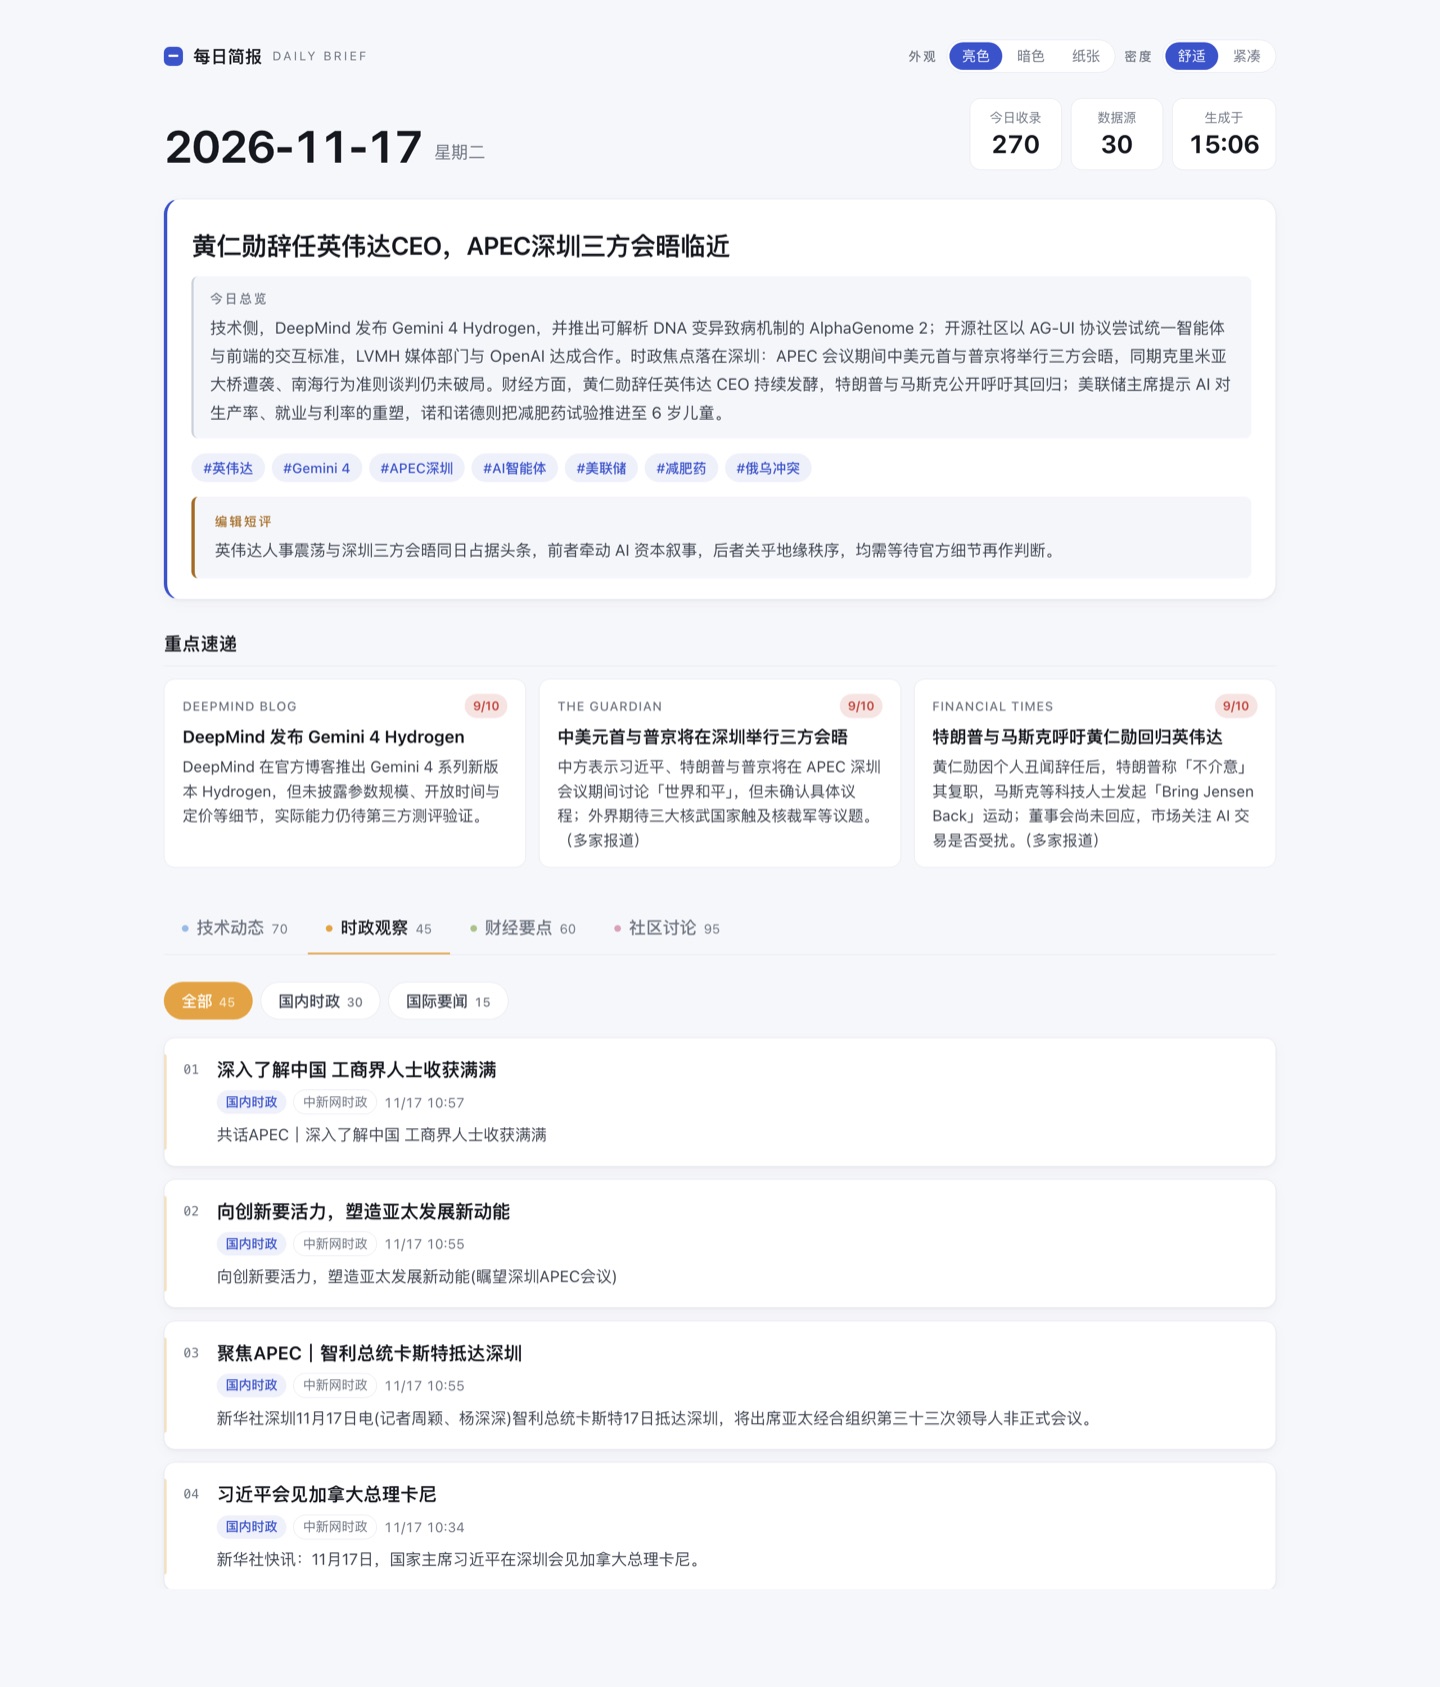 每日简报 DAILY BRIEF
外观 亮色 暗色 纸张 密度 舒适 紧凑
2026-11-17 星期二
今日收录 270
数据源 30
生成于 15:06
黄仁勋辞任英伟达CEO，APEC深圳三方会晤临近
今日总览
技术侧，DeepMind 发布 Gemini 4 Hydrogen，并推出可解析 DNA 变异致病机制的 AlphaGenome 2；开源社区以 AG-UI 协议尝试统一智能体
与前端的交互标准，LVMH 媒体部门与 OpenAI 达成合作。时政焦点落在深圳：APEC 会议期间中美元首与普京将举行三方会晤，同期克里米亚
大桥遭袭、南海行为准则谈判仍未破局。财经方面，黄仁勋辞任英伟达 CEO 持续发酵，特朗普与马斯克公开呼吁其回归；美联储主席提示 AI 对
生产率、就业与利率的重塑，诺和诺德则把减肥药试验推进至 6 岁儿童。
#英伟达 #Gemini 4 #APEC深圳 #AI智能体 #美联储 #减肥药 #俄乌冲突
编辑短评
英伟达人事震荡与深圳三方会晤同日占据头条，前者牵动 AI 资本叙事，后者关乎地缘秩序，均需等待官方细节再作判断。
重点速递
DEEPMIND BLOG 9/10
DeepMind 发布 Gemini 4 Hydrogen
DeepMind 在官方博客推出 Gemini 4 系列新版
本 Hydrogen，但未披露参数规模、开放时间与
定价等细节，实际能力仍待第三方测评验证。
THE GUARDIAN 9/10
中美元首与普京将在深圳举行三方会晤
中方表示习近平、特朗普与普京将在 APEC 深圳
会议期间讨论「世界和平」，但未确认具体议
程；外界期待三大核武国家触及核裁军等议题。
（多家报道）
FINANCIAL TIMES 9/10
特朗普与马斯克呼吁黄仁勋回归英伟达
黄仁勋因个人丑闻辞任后，特朗普称「不介意」
其复职，马斯克等科技人士发起「Bring Jensen
Back」运动；董事会尚未回应，市场关注 AI 交
易是否受扰。（多家报道）
技术动态 70 时政观察 45 财经要点 60 社区讨论 95
全部 45 国内时政 30 国际要闻 15
01 深入了解中国 工商界人士收获满满
国内时政 中新网时政 11/17 10:57
共话APEC｜深入了解中国 工商界人士收获满满
02 向创新要活力，塑造亚太发展新动能
国内时政 中新网时政 11/17 10:55
向创新要活力，塑造亚太发展新动能(瞩望深圳APEC会议)
03 聚焦APEC｜智利总统卡斯特抵达深圳
国内时政 中新网时政 11/17 10:55
新华社深圳11月17日电(记者周颖、杨深深)智利总统卡斯特17日抵达深圳，将出席亚太经合组织第三十三次领导人非正式会议。
04 习近平会见加拿大总理卡尼
国内时政 中新网时政 11/17 10:34
新华社快讯：11月17日，国家主席习近平在深圳会见加拿大总理卡尼。